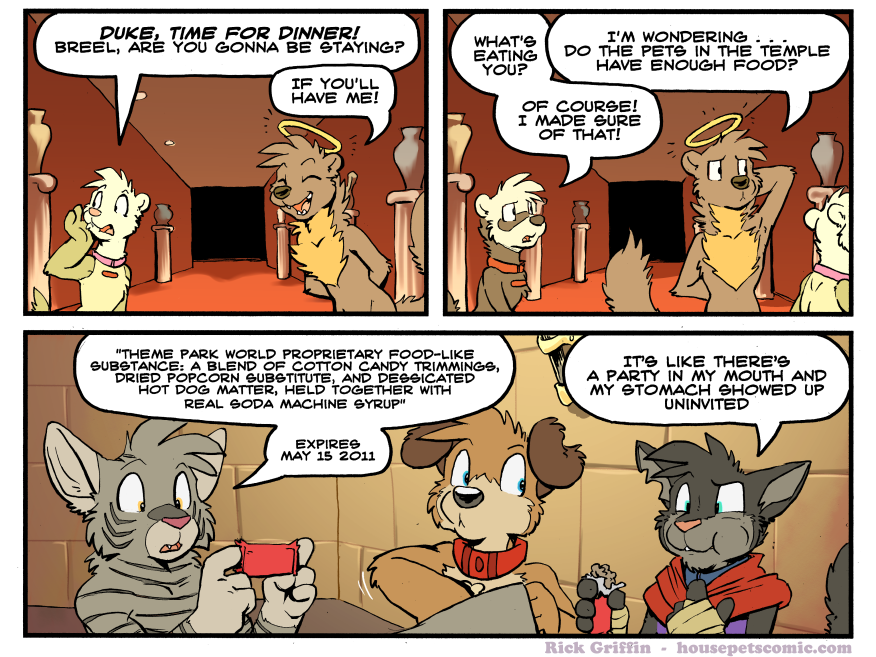 DUKE, TIME FOR DINNER!
BREEL, ARE YOU GONNA BE STAYING?
IF YOU'LL
HAVE ME!
WHAT'S
EATING
YOU?
I'M WONDERING . . .
DO THE PETS IN THE TEMPLE
HAVE ENOUGH FOOD?
OF COURSE!
I MADE SURE
OF THAT!
"THEME PARK WORLD PROPRIETARY FOOD-LIKE
SUBSTANCE: A BLEND OF COTTON CANDY TRIMMINGS,
DRIED POPCORN SUBSTITUTE, AND DESSICATED
HOT DOG MATTER, HELD TOGETHER WITH
REAL SODA MACHINE SYRUP"
EXPIRES
MAY 15 2011
IT'S LIKE THERE'S
A PARTY IN MY MOUTH AND
MY STOMACH SHOWED UP
UNINVITED
Rick Griffin - housepetscomic.com